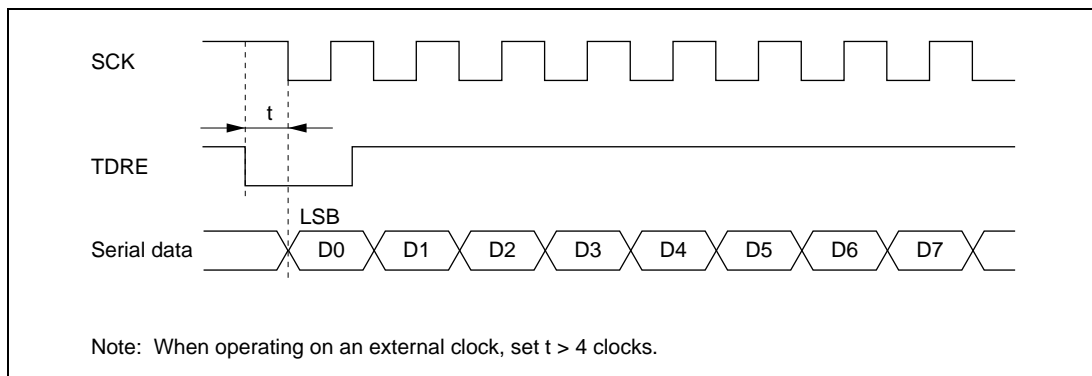 SCK
t
TDRE
LSB
Serial data D0 D1 D2 D3 D4 D5 D6 D7
Note: When operating on an external clock, set t > 4 clocks.